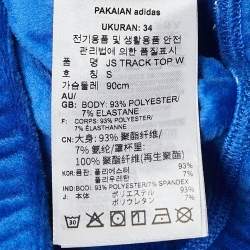 PAKAIAN adidas
UKURAN: 34
전기용품 및 생활용품 안전
관리법에 의한 품질표시
품명: JS TRACK TOP W
호칭: S
가슴둘레: 90cm
AU/
GB: BODY: 93% POLYESTER/
7% ELASTANE
F: CORPS: 93% POLYESTER/
7% ÉLASTHANNE
CN: 大身: 93% 聚酯纤维/
7% 氨纶/罩杯里:
100% 聚酯纤维(再生聚酯)
KOR: 폴리에스터 93%
폴리우레탄 7%
IND: BODI: 93% POLYESTER/7% SPANDEX
J: 本体 ポリエステル 93%
ポリウレタン 7%